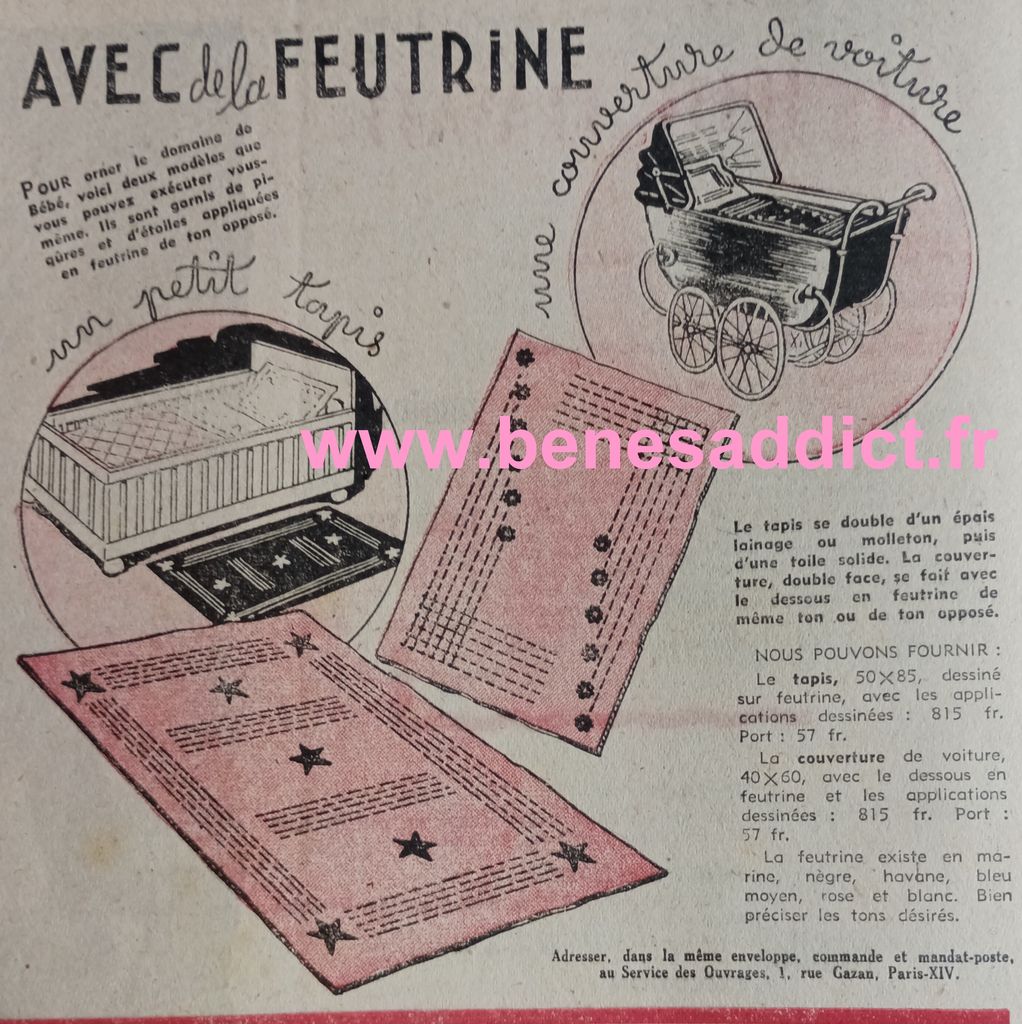 AVEC de la FEUTRINE
POUR orner le domaine de
Bébé, voici deux modèles que
vous pouvez exécuter vous-
même. Ils sont garnis de pi-
qûres et d'étoiles appliquées
en feutrine de ton opposé.
un petit tapis
une couverture de voiture
www.benesaddict.fr
Le tapis se double d'un épais
lainage ou molleton, puis
d'une toile solide. La couver-
ture, double face, se fait avec
le dessous en feutrine de
même ton ou de ton opposé.
NOUS POUVONS FOURNIR :
Le tapis, 50×85, dessiné
sur feutrine, avec les appli-
cations dessinées : 815 fr.
Port : 57 fr.
La couverture de voiture,
40×60, avec le dessous en
feutrine et les applications
dessinées : 815 fr. Port :
57 fr.
La feutrine existe en ma-
rine, nègre, havane, bleu
moyen, rose et blanc. Bien
préciser les tons désirés.
Adresser, dans la même enveloppe, commande et mandat-poste,
au Service des Ouvrages, 1, rue Gazan, Paris-XIV.